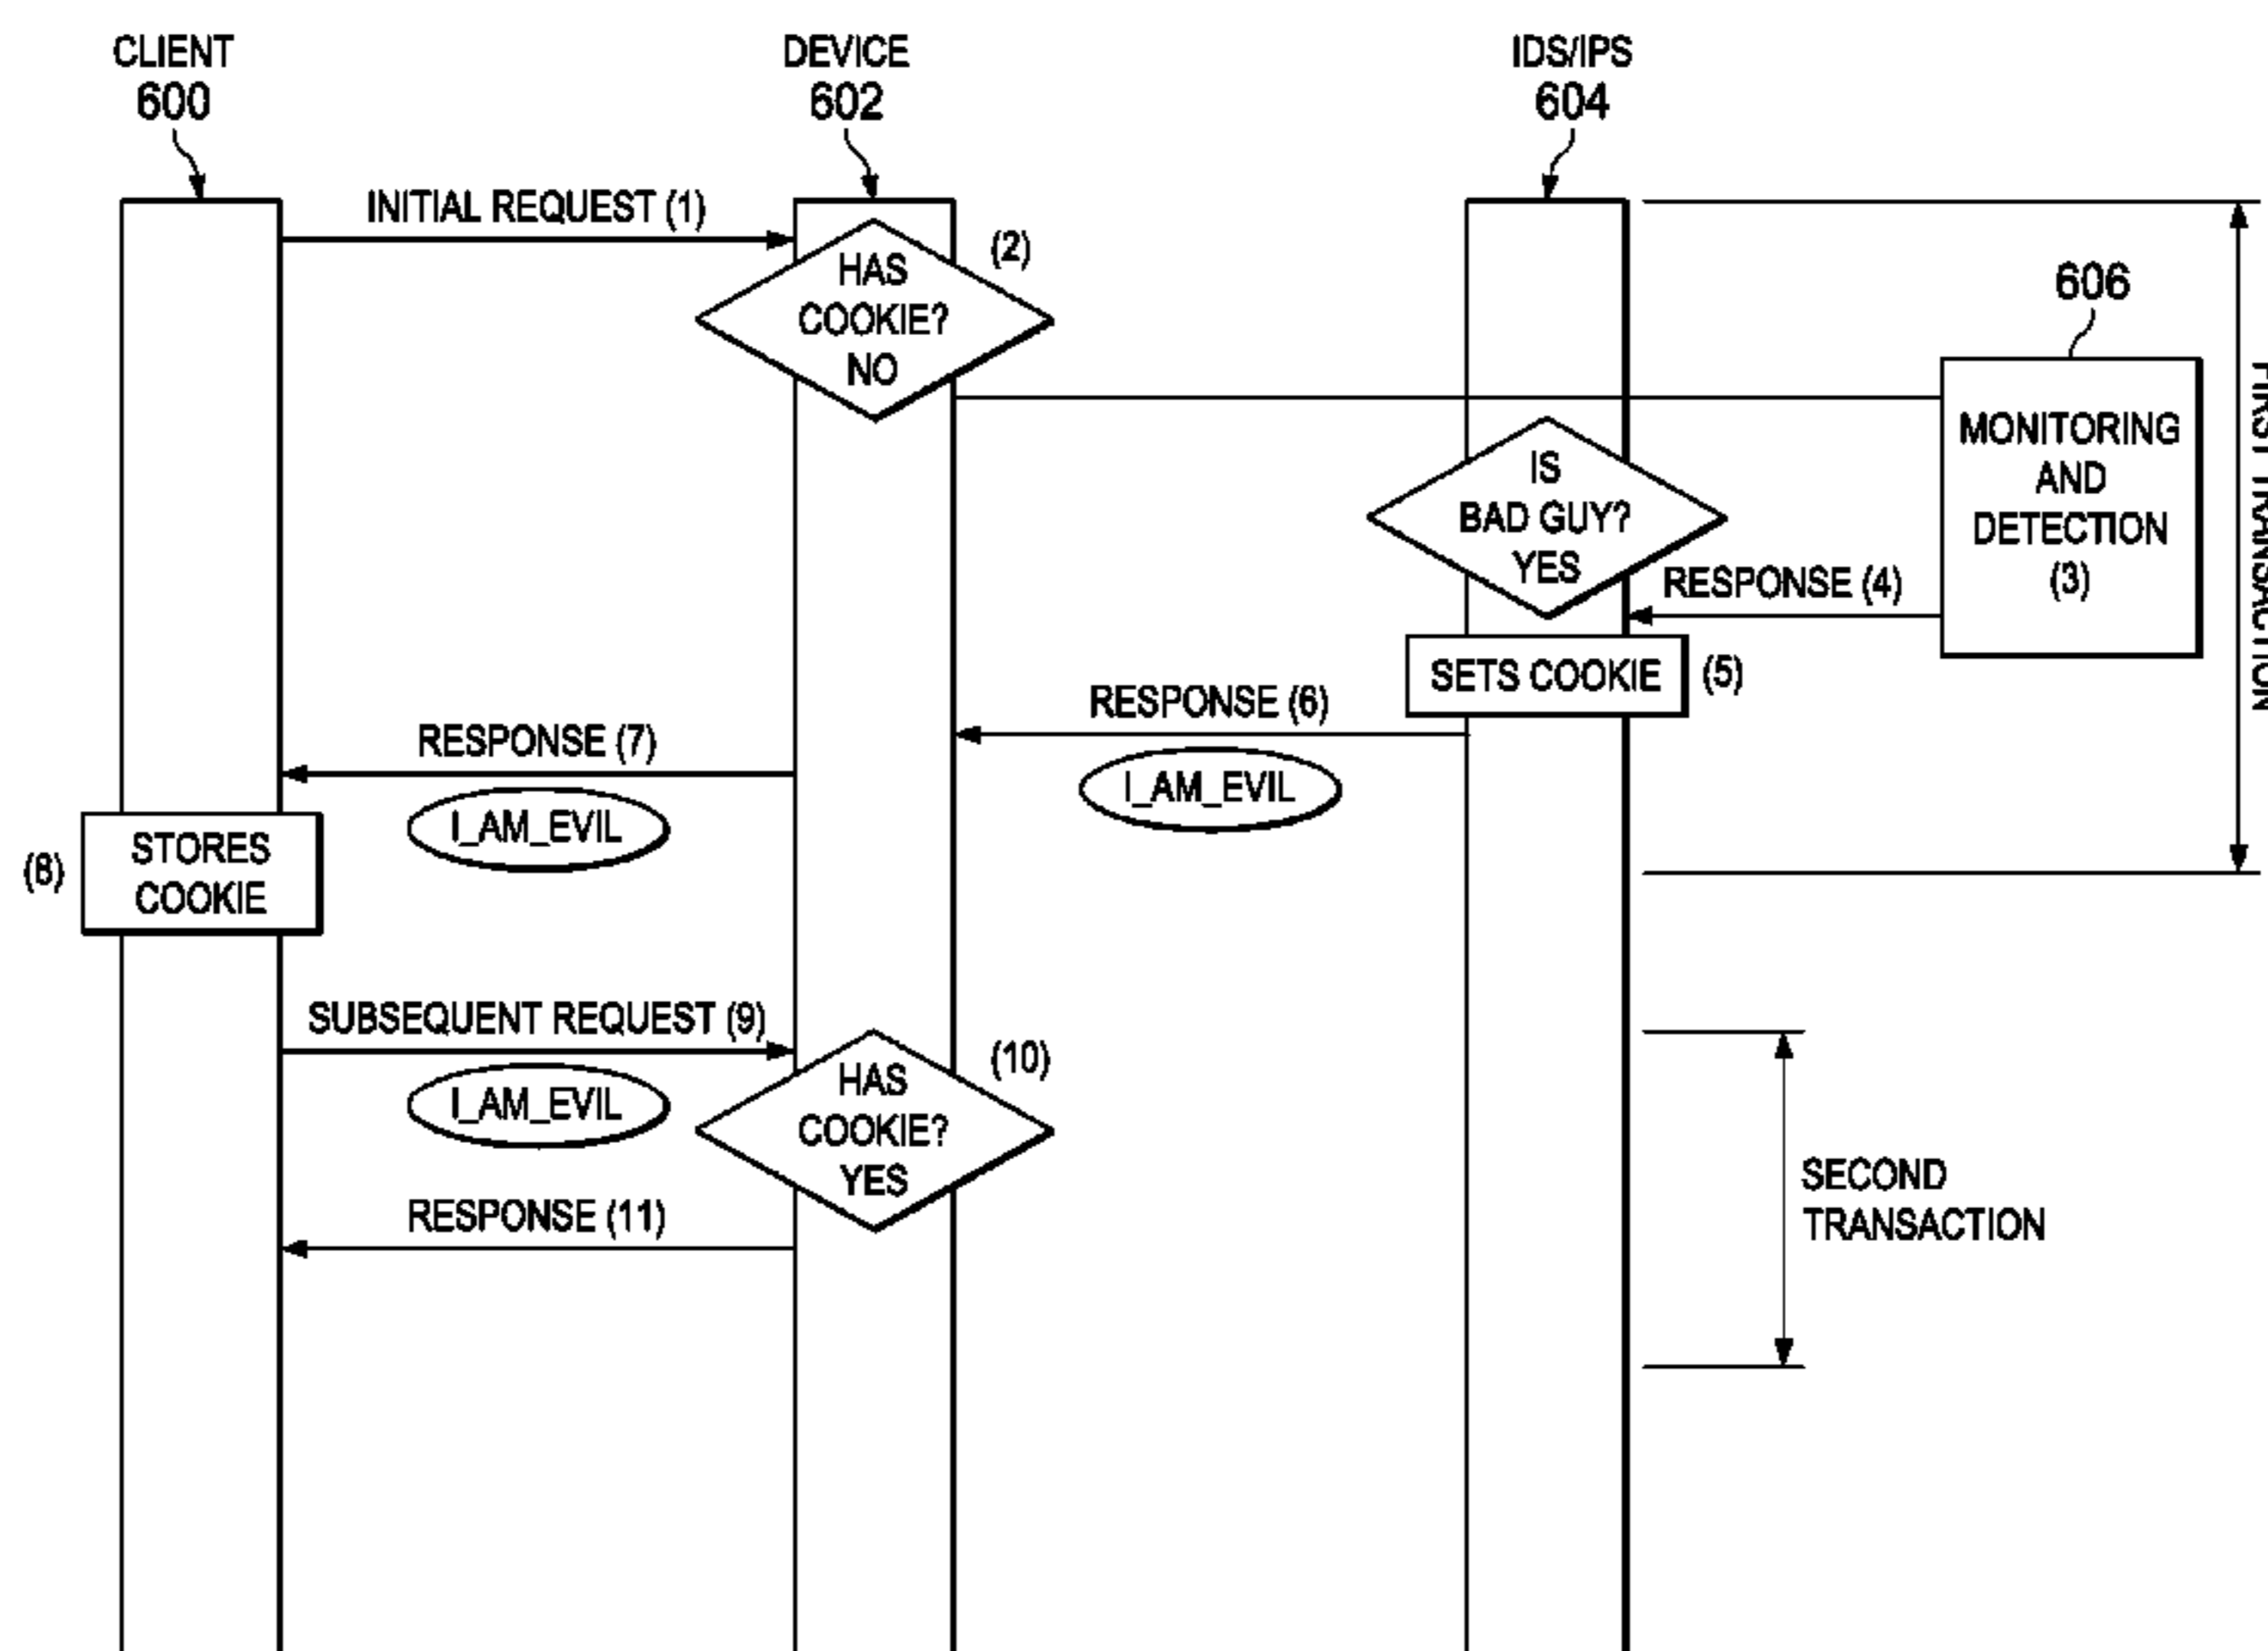 CLIENT
600
DEVICE
602
IDS/IPS
604
INITIAL REQUEST (1)
HAS
COOKIE?
NO
(2)
606
MONITORING
AND
DETECTION
(3)
FIRST TRANSACTION
IS
BAD GUY?
YES
RESPONSE (4)
SETS COOKIE
(5)
RESPONSE (6)
I_AM_EVIL
RESPONSE (7)
I_AM_EVIL
(8)
STORES
COOKIE
SUBSEQUENT REQUEST (9)
I_AM_EVIL
HAS
COOKIE?
YES
(10)
RESPONSE (11)
SECOND
TRANSACTION